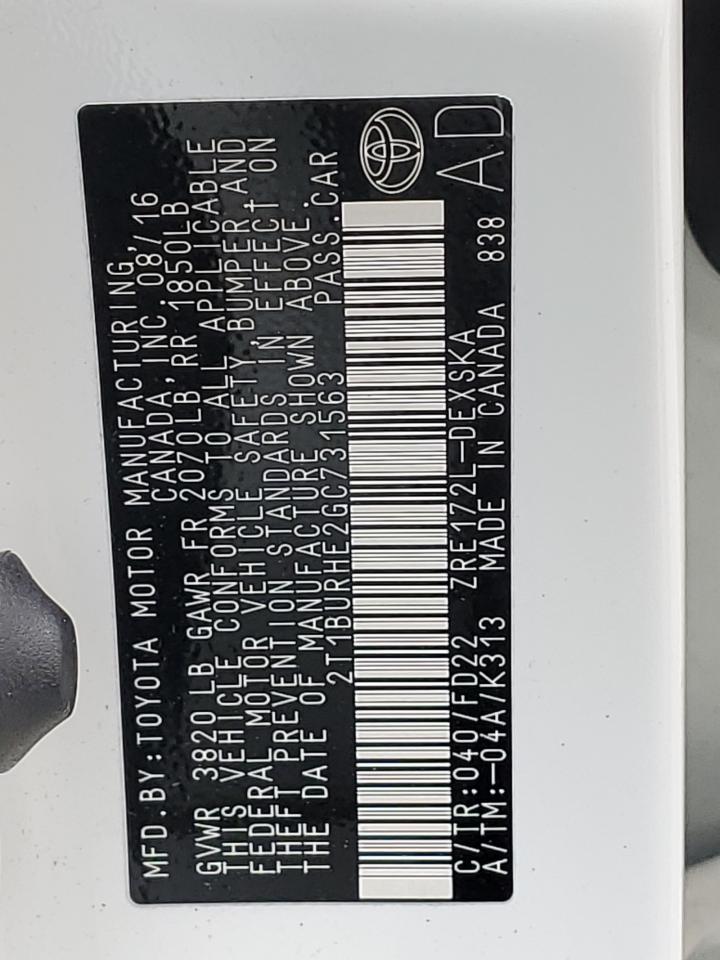 MFD.BY:TOYOTA MOTOR MANUFACTURING,
CANADA, INC. 08/16
GVWR 3820 LB GAWR FR 2070LB, RR 1850LB
THIS VEHICLE CONFORMS TO ALL APPLICABLE
FEDERAL MOTOR VEHICLE SAFETY, BUMPER, AND
THEFT PREVENTION STANDARDS IN EFFECT ON
THE DATE OF MANUFACTURE SHOWN ABOVE.
2T1BURHE2GC731563 PASS. CAR
C/TR:040/FD22 ZRE172L-DEXSKA
A/TM:-04A/K313 MADE IN CANADA 838
AD